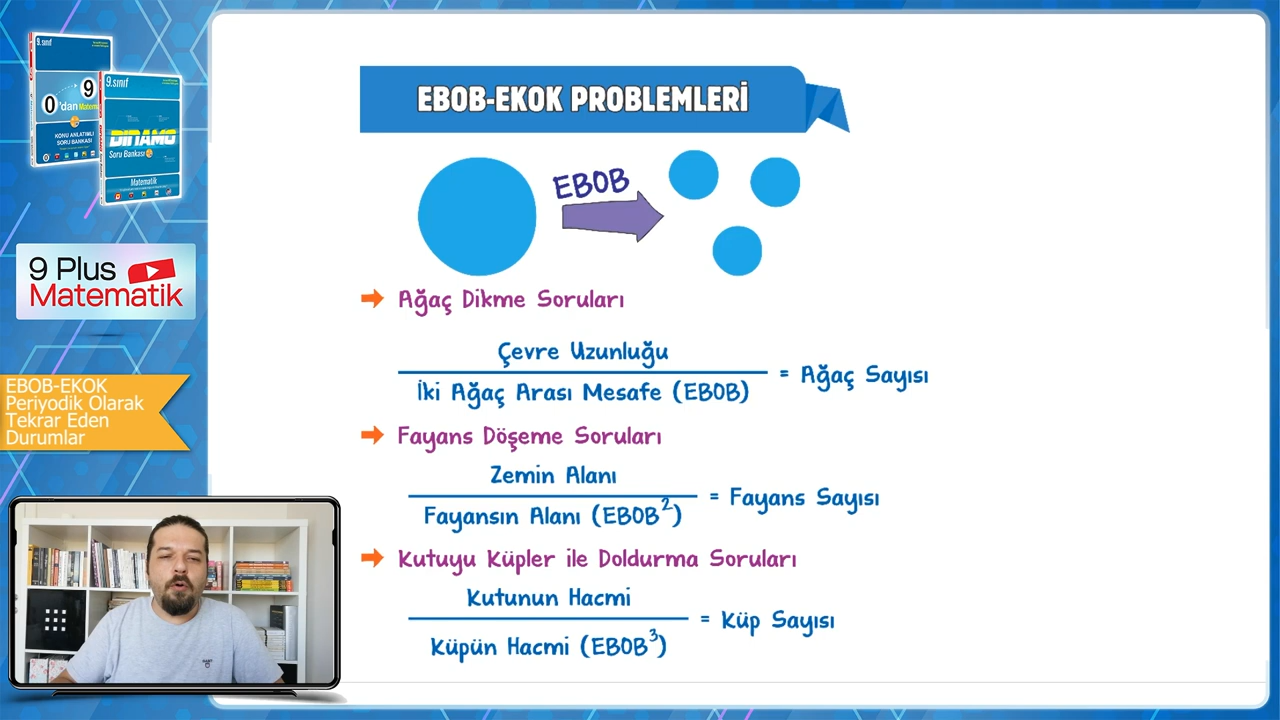 9.sınıf
0'dan 9 Matematik
KONU ANLATIMLI
SORU BANKASI
9.sınıf
DİNAMO
Soru Bankası
Matematik
9 Plus
Matematik
EBOB-EKOK
Periyodik Olarak
Tekrar Eden
Durumlar
EBOB-EKOK PROBLEMLERİ
EBOB
Ağaç Dikme Soruları
Çevre Uzunluğu
İki Ağaç Arası Mesafe (EBOB)
= Ağaç Sayısı
Fayans Döşeme Soruları
Zemin Alanı
Fayansın Alanı (EBOB²)
= Fayans Sayısı
Kutuyu Küpler ile Doldurma Soruları
Kutunun Hacmi
Küpün Hacmi (EBOB³)
= Küp Sayısı